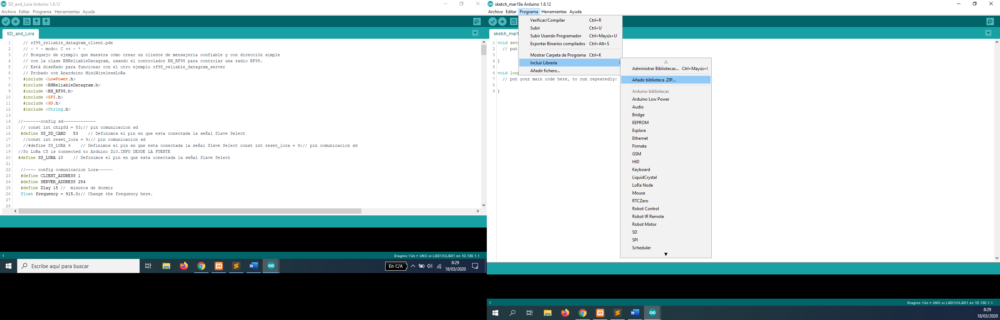 SD_and_Lora Arduino 1.8.12
Archivo Editar Programa Herramientas Ayuda
SD_and_Lora
1 // rf95_reliable_datagram_client.pde
2 // - * - modo: C ++ - * -
3 // Bosquejo de ejemplo que muestra cómo crear un cliente de mensajería confiable y con dirección simple
4 // con la clase RHReliableDatagram, usando el controlador RH_RF95 para controlar una radio RF95.
5 // Está diseñado para funcionar con el otro ejemplo rf95_reliable_datagram_server
6 // Probado con Anarduino MiniWirelessLoRa
7 #include <LowPower.h>
8 #include <RHReliableDatagram.h>
9 #include <RH_RF95.h>
10 #include <SPI.h>
11 #include <SD.h>
12 #include <String.h>
13
14 //-------config sd-------------
15 // const int chipSd = 53;// pin comunicacion sd
16 #define SS_SD_CARD 53 // Definimos el pin en que esta conectada la señal Slave Select
17 //const int reset_lora = 9;// pin comunicacion sd
18 //#define SS_LORA 9 // Definimos el pin en que esta conectada la señal Slave Select const int reset_lora = 9;// pin comunicacion sd
19 //So LoRa CS is connected to Arduino D10.INFO DESDE LA FUENTE
20 #define SS_LORA 10 // Definimos el pin en que esta conectada la señal Slave Select
21
22 //---- config comunicacion Lora------
23 #define CLIENT_ADDRESS 1
24 #define SERVER_ADDRESS 254
25 #define Dlay 15 // minutos de dormir
26 float frequency = 915.0;// Change the frequency here.
27
28
1 Dragino Yún + UNO or LG01/OLG01 en 10.130.1.1
Escribe aquí para buscar
En C/A
8:29
18/03/2020
sketch_mar18a Arduino 1.8.12
Archivo Editar Programa Herramientas Ayuda
sketch_mar1
Verificar/Compilar Ctrl+R
Subir Ctrl+U
Subir Usando Programador Ctrl+Mayús+U
Exportar Binarios compilados Ctrl+Alt+S
Mostrar Carpeta de Programa Ctrl+K
Incluir Librería
Añadir fichero...
1 void set
2 // put
3
4 }
5
6 void loop
7 // put your main code here, to run repeatedly:
8
9 }
Administrar Bibliotecas... Ctrl+Mayús+I
Añadir biblioteca .ZIP...
Arduino bibliotecas
Arduino Low Power
Audio
Bridge
EEPROM
Esplora
Ethernet
Firmata
GSM
HID
Keyboard
LiquidCrystal
LoRa Node
Mouse
RTCZero
Robot Control
Robot IR Remote
Robot Motor
SD
SPI
Scheduler
1 Dragino Yún + UNO or LG01/OLG01 en 10.130.1.1
8:29
18/03/2020